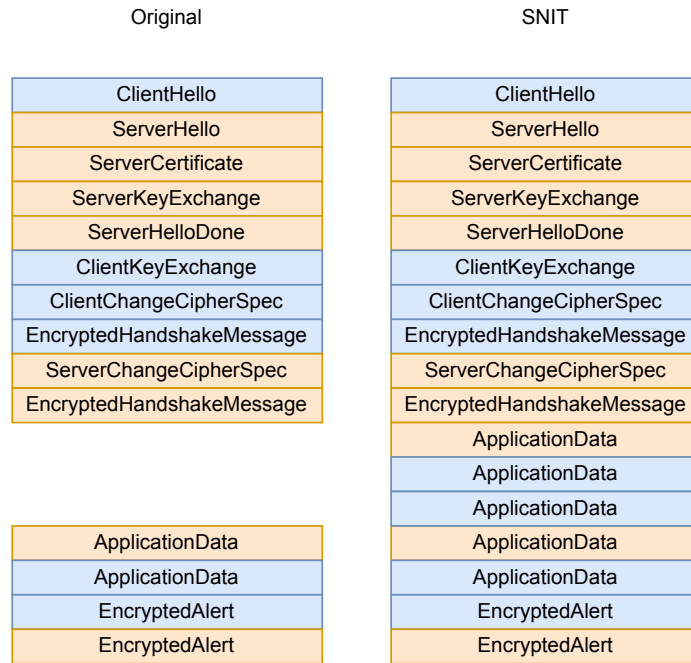 Original
SNIT
ClientHello
ServerHello
ServerCertificate
ServerKeyExchange
ServerHelloDone
ClientKeyExchange
ClientChangeCipherSpec
EncryptedHandshakeMessage
ServerChangeCipherSpec
EncryptedHandshakeMessage
ApplicationData
ApplicationData
EncryptedAlert
EncryptedAlert
ClientHello
ServerHello
ServerCertificate
ServerKeyExchange
ServerHelloDone
ClientKeyExchange
ClientChangeCipherSpec
EncryptedHandshakeMessage
ServerChangeCipherSpec
EncryptedHandshakeMessage
ApplicationData
ApplicationData
ApplicationData
ApplicationData
ApplicationData
EncryptedAlert
EncryptedAlert